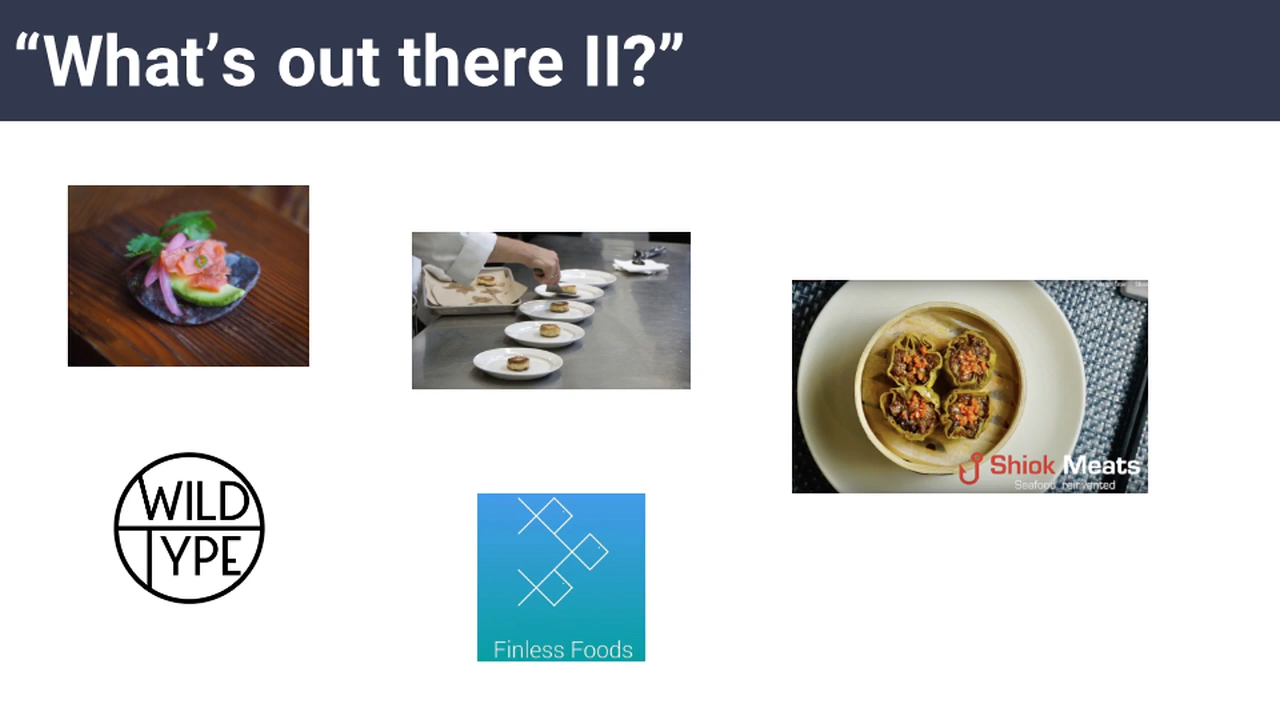 “What’s out there II?”
WILD
TYPE
Finless Foods
Shiok Meats
Seafood, reinvented